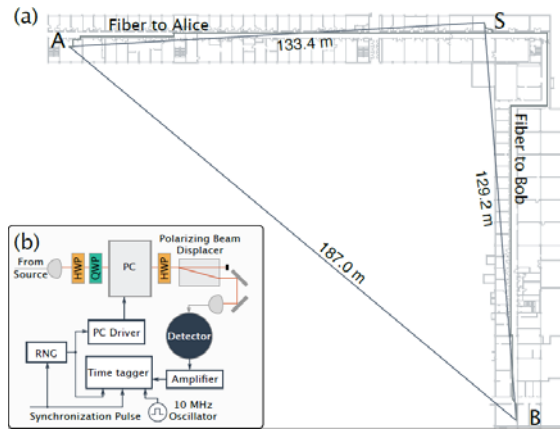 (a)
Fiber to Alice
S
A
133.4 m
Fiber to Bob
129.2 m
187.0 m
B
(b)
Polarizing Beam
Displacer
From
Source
HWP
QWP
PC
HWP
PC Driver
Detector
RNG
Time tagger
Amplifier
Synchronization Pulse
10 MHz
Oscillator